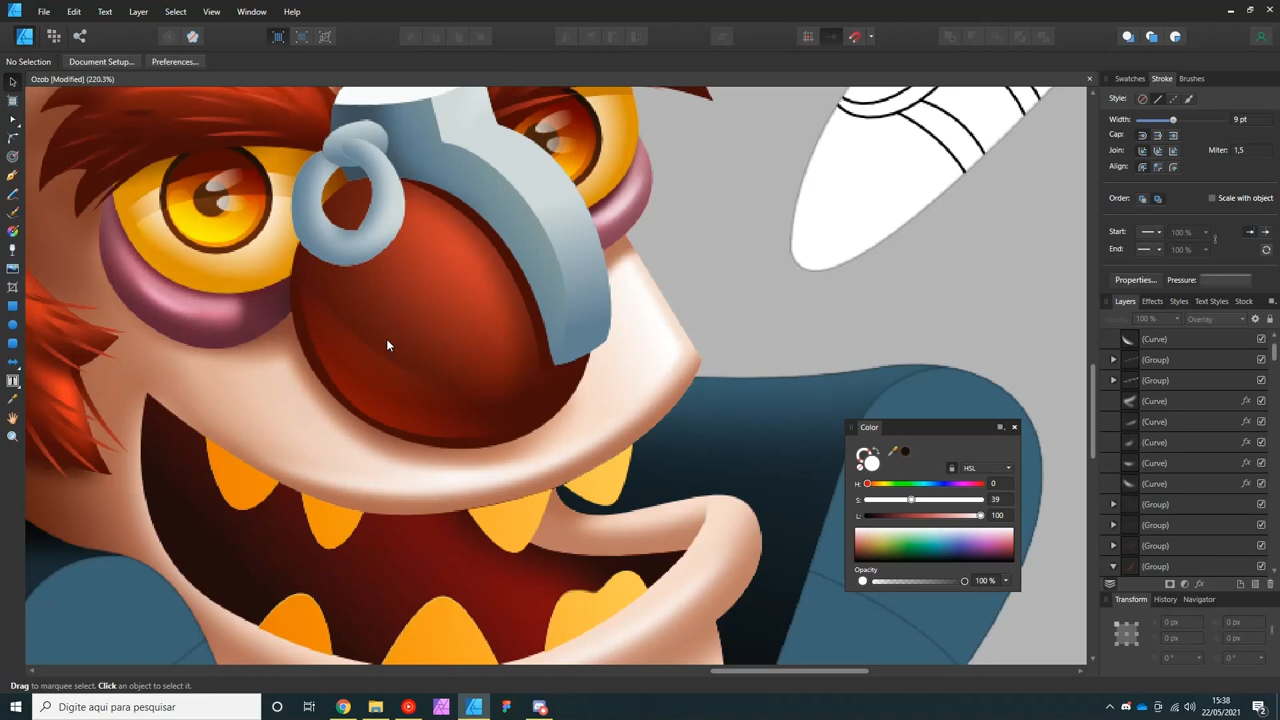 File Edit Text Layer Select View Window Help
No Selection Document Setup... Preferences...
Ozob [Modified] (220.3%)
Swatches Stroke Brushes
Style:
Width: 9 pt
Cap:
Join: Miter: 1,5
Align:
Order: Scale with object
Start: 100 %
End: 100 %
Properties... Pressure:
Layers Effects Styles Text Styles Stock
Opacity 100 % Overlay
(Curve)
(Group)
(Group)
(Curve) fx
(Curve)
(Curve)
(Curve) fx
(Curve)
(Group)
(Group)
(Group)
(Group)
Color
HSL
H: 0
S: 39
L: 100
Opacity
100 %
Transform History Navigator
X: 0 px W: 0 px
Y: 0 px H: 0 px
R: 0 ° S: 0 °
Drag to marquee select. Click an object to select it.
Digite aqui para pesquisar
15:38
22/05/2021